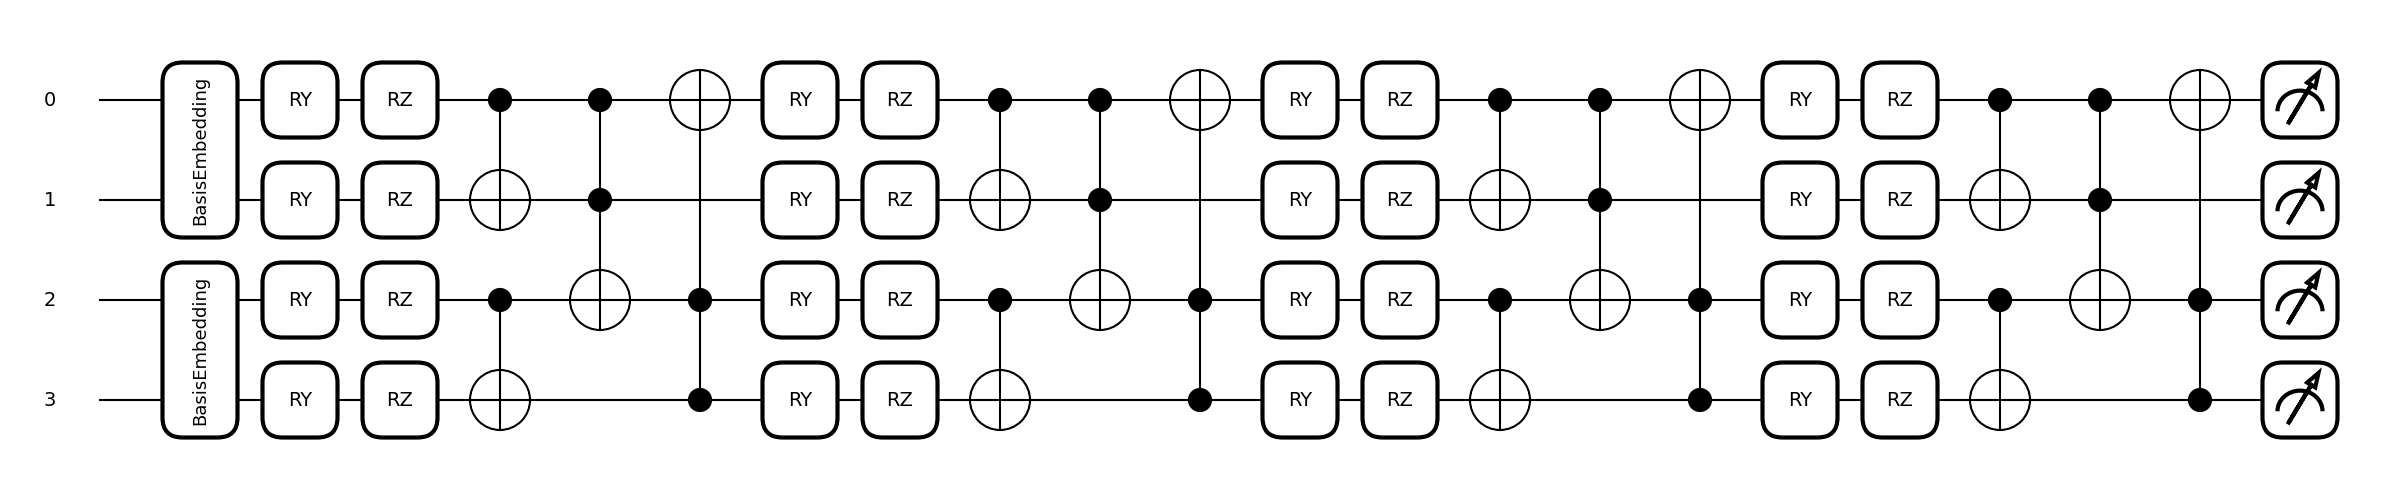 0 BasisEmbedding RY RZ RY RZ RY RZ RY RZ
1 RY RZ RY RZ RY RZ RY RZ
2 BasisEmbedding RY RZ RY RZ RY RZ RY RZ
3 RY RZ RY RZ RY RZ RY RZ